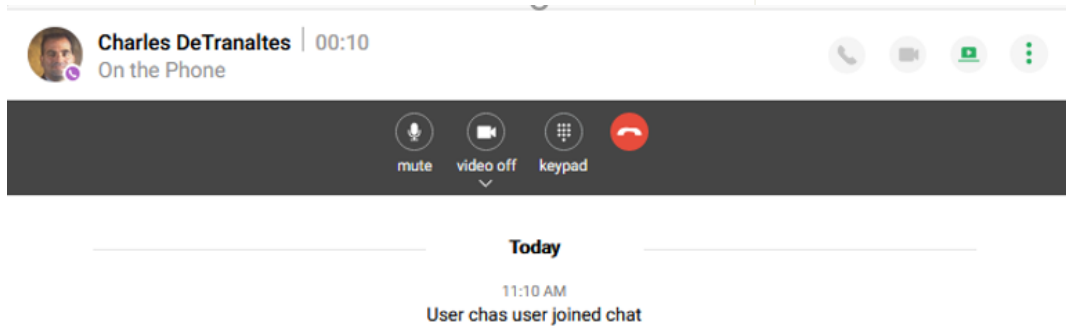 Charles DeTranaltes | 00:10
On the Phone
mute video off keypad
Today
11:10 AM
User chas user joined chat